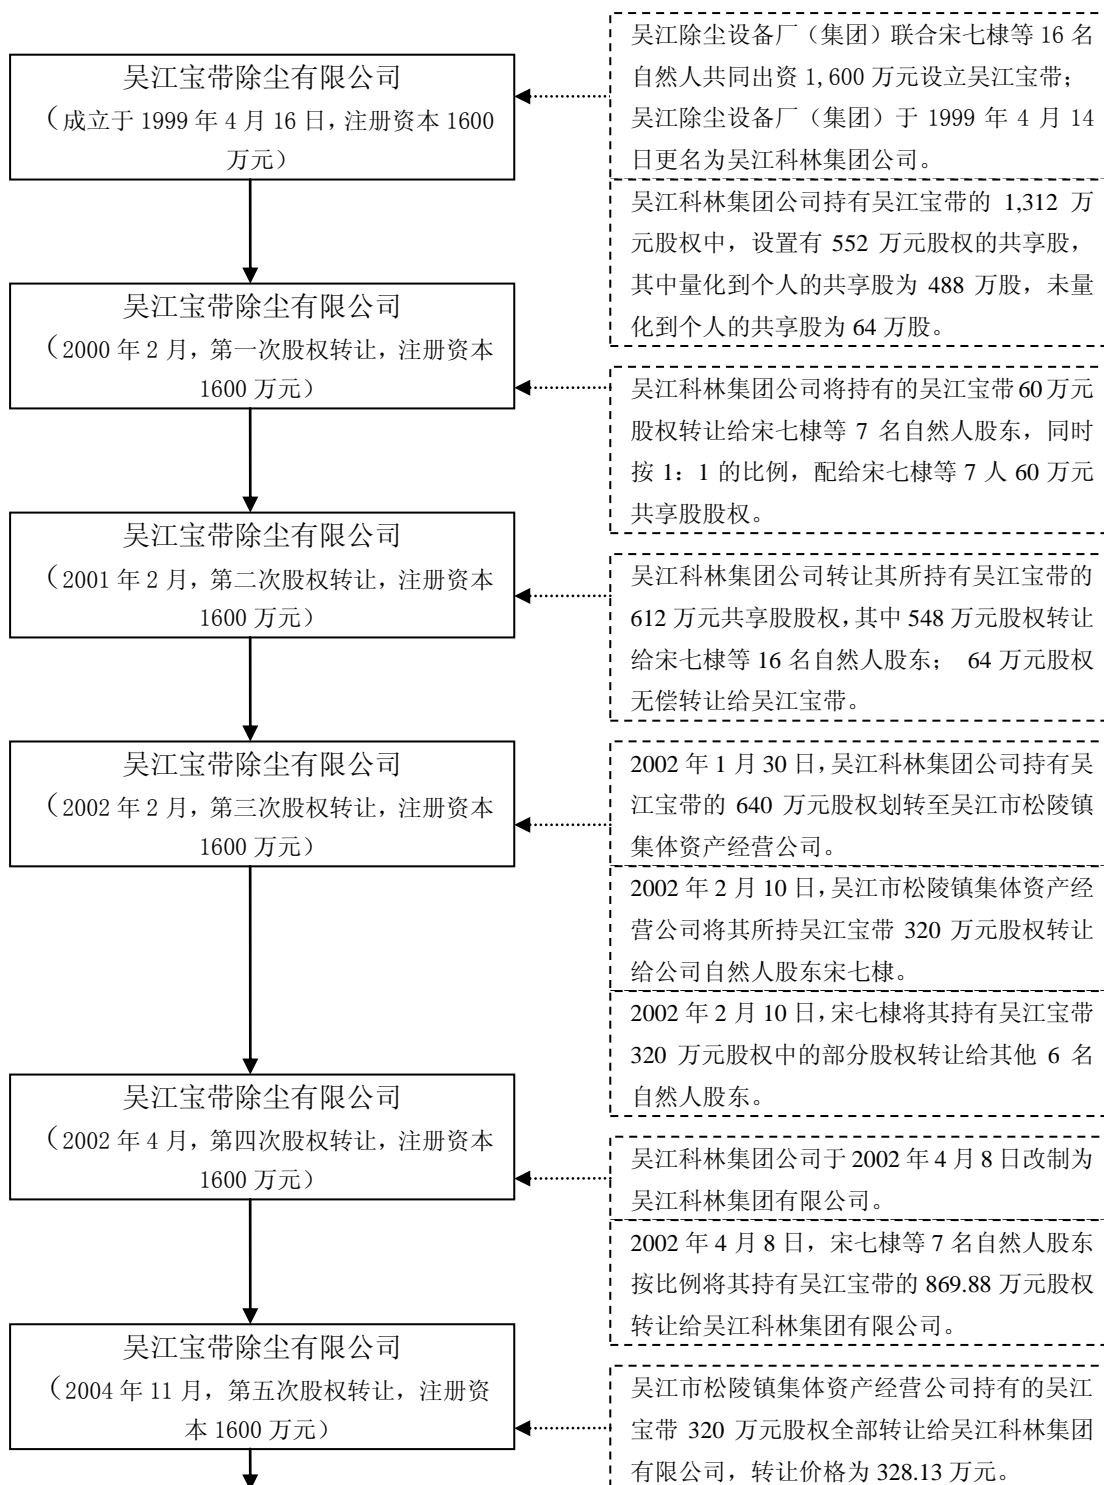 吴江除尘设备厂（集团）联合宋七棣等 16 名
自然人共同出资 1,600 万元设立吴江宝带；
吴江除尘设备厂（集团）于 1999 年 4 月 14
日更名为吴江科林集团公司。
吴江宝带除尘有限公司
（成立于 1999 年 4 月 16 日，注册资本 1600
万元）
吴江科林集团公司持有吴江宝带的 1,312 万
元股权中，设置有 552 万元股权的共享股，
其中量化到个人的共享股为 488 万股，未量
化到个人的共享股为 64 万股。
吴江宝带除尘有限公司
（2000 年 2 月，第一次股权转让，注册资本
1600 万元）
吴江科林集团公司将持有的吴江宝带 60 万元
股权转让给宋七棣等 7 名自然人股东，同时
按 1：1 的比例，配给宋七棣等 7 人 60 万元
共享股股权。
吴江宝带除尘有限公司
（2001 年 2 月，第二次股权转让，注册资本
1600 万元）
吴江科林集团公司转让其所持有吴江宝带的
612 万元共享股股权，其中 548 万元股权转让
给宋七棣等 16 名自然人股东； 64 万元股权
无偿转让给吴江宝带。
吴江宝带除尘有限公司
（2002 年 2 月，第三次股权转让，注册资本
1600 万元）
2002 年 1 月 30 日，吴江科林集团公司持有吴
江宝带的 640 万元股权划转至吴江市松陵镇
集体资产经营公司。
2002 年 2 月 10 日，吴江市松陵镇集体资产经
营公司将其所持吴江宝带 320 万元股权转让
给公司自然人股东宋七棣。
2002 年 2 月 10 日，宋七棣将其持有吴江宝带
320 万元股权中的部分股权转让给其他 6 名
自然人股东。
吴江宝带除尘有限公司
（2002 年 4 月，第四次股权转让，注册资本
1600 万元）
吴江科林集团公司于 2002 年 4 月 8 日改制为
吴江科林集团有限公司。
2002 年 4 月 8 日，宋七棣等 7 名自然人股东
按比例将其持有吴江宝带的 869.88 万元股权
转让给吴江科林集团有限公司。
吴江宝带除尘有限公司
（2004 年 11 月，第五次股权转让，注册资
本 1600 万元）
吴江市松陵镇集体资产经营公司持有的吴江
宝带 320 万元股权全部转让给吴江科林集团
有限公司，转让价格为 328.13 万元。